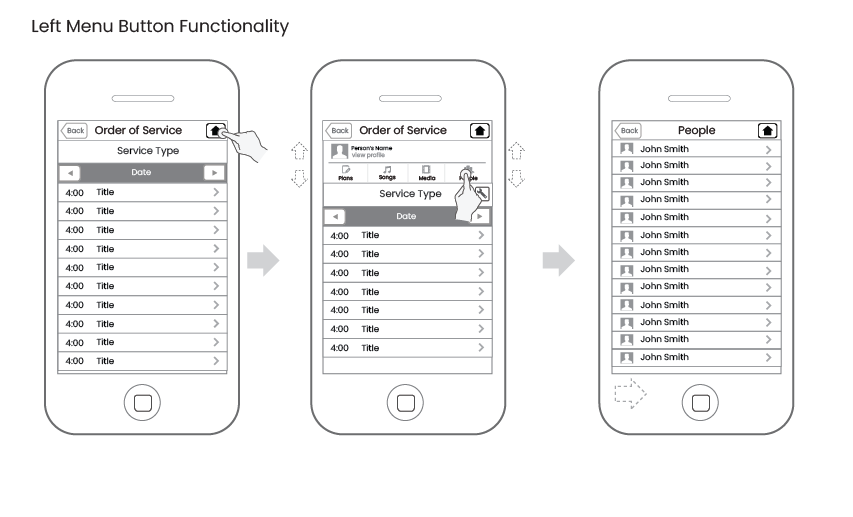 Left Menu Button Functionality
Back Order of Service
Service Type
Date
4:00 Title
4:00 Title
4:00 Title
4:00 Title
4:00 Title
4:00 Title
4:00 Title
4:00 Title
4:00 Title
4:00 Title
Back Order of Service
Person's Name
view profile
Plans Songs Media
Service Type
Date
4:00 Title
4:00 Title
4:00 Title
4:00 Title
4:00 Title
4:00 Title
4:00 Title
Back People
John Smith
John Smith
John Smith
John Smith
John Smith
John Smith
John Smith
John Smith
John Smith
John Smith
John Smith
John Smith
John Smith